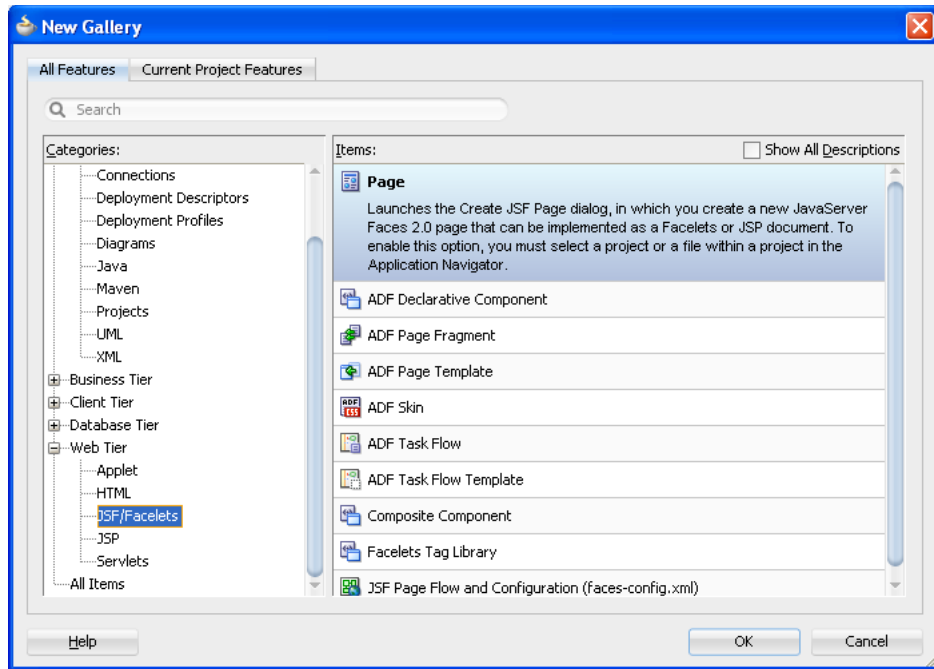 New Gallery
All Features
Current Project Features
Search
Categories:
Connections
Deployment Descriptors
Deployment Profiles
Diagrams
Java
Maven
Projects
UML
XML
Business Tier
Client Tier
Database Tier
Web Tier
Applet
HTML
JSF/Facelets
JSP
Servlets
All Items
Items:
Show All Descriptions
Page
Launches the Create JSF Page dialog, in which you create a new JavaServer
Faces 2.0 page that can be implemented as a Facelets or JSP document. To
enable this option, you must select a project or a file within a project in the
Application Navigator.
ADF Declarative Component
ADF Page Fragment
ADF Page Template
ADF
CSS
ADF Skin
ADF Task Flow
ADF Task Flow Template
Composite Component
Facelets Tag Library
JSF Page Flow and Configuration (faces-config.xml)
Help
OK
Cancel